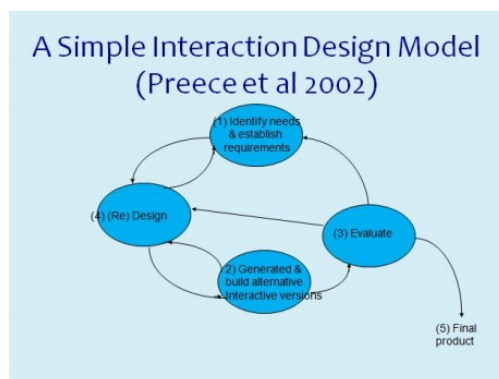 A Simple Interaction Design Model
(Preece et al 2002)
(1) Identify needs
& establish
requirements
(4) (Re) Design
(3) Evaluate
2) Generated &
build alternative
Interactive versions
(5) Final
product